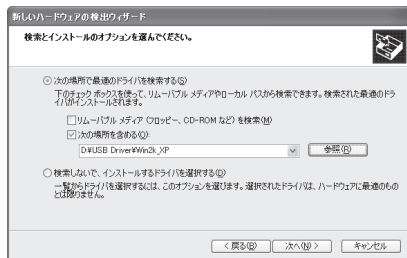 新しいハードウェアの検出ウィザード
検索とインストールのオプションを選んでください。
次の場所で最適のドライバを検索する(S)
下のチェック ボックスを使って、リムーバブル メディアやローカル パスから検索できます。検索された最適のドラ
イバがインストールされます。
リムーバブル メディア (フロッピー、CD-ROM など) を検索(M)
次の場所を含める(O):
D:¥USB Driver¥Win2k_XP
参照(R)
検索しないで、インストールするドライバを選択する(D)
一覧からドライバを選択するには、このオプションを選びます。選択されたドライバは、ハードウェアに最適のもの
とは限りません。
< 戻る(B)
次へ(N) >
キャンセル